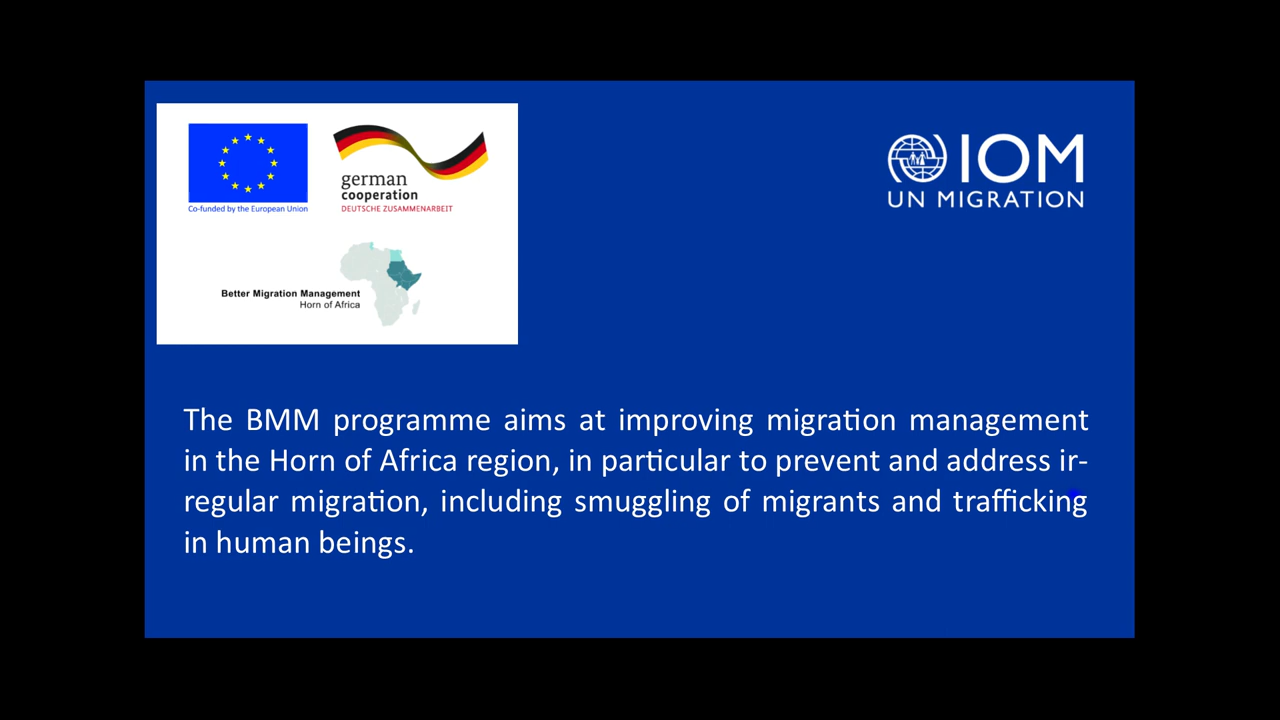 Co-funded by the European Union
german
cooperation
DEUTSCHE ZUSAMMENARBEIT
Better Migration Management
Horn of Africa
IOM
UN MIGRATION
The BMM programme aims at improving migration management
in the Horn of Africa region, in particular to prevent and address ir-
regular migration, including smuggling of migrants and trafficking
in human beings.